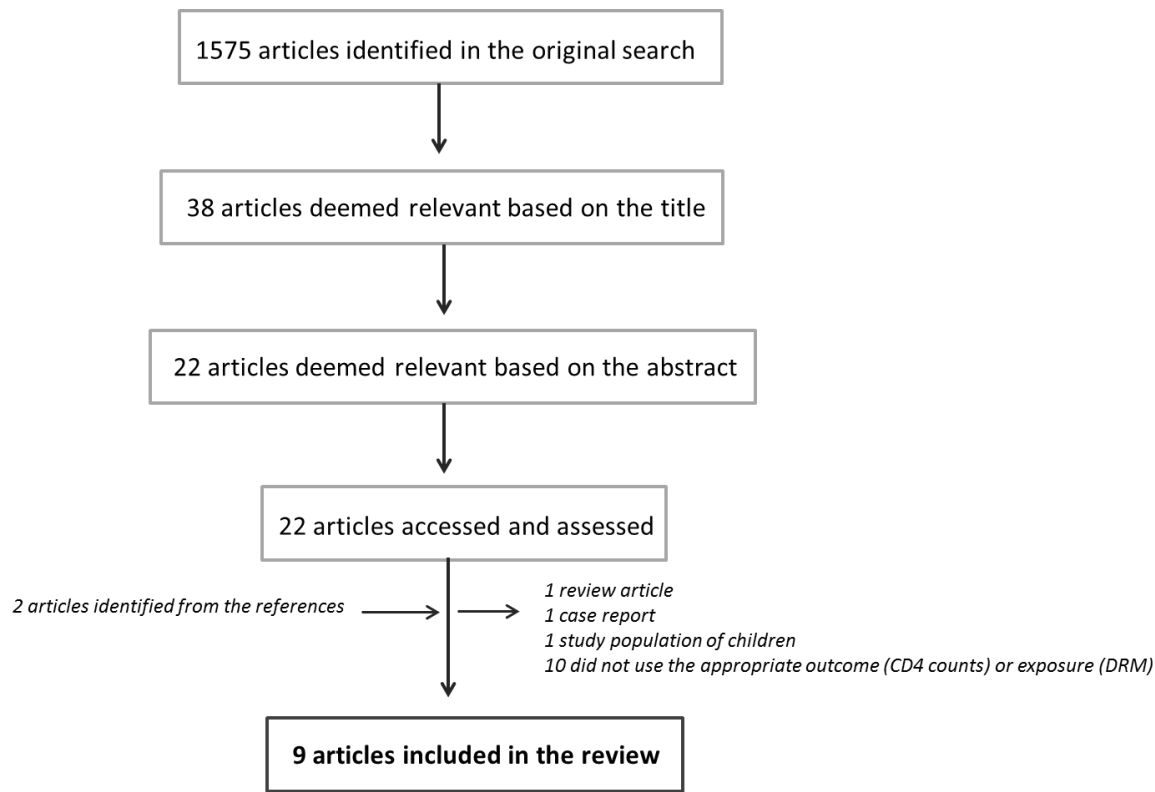 1575 articles identified in the original search
38 articles deemed relevant based on the title
22 articles deemed relevant based on the abstract
22 articles accessed and assessed
2 articles identified from the references
1 review article
1 case report
1 study population of children
10 did not use the appropriate outcome (CD4 counts) or exposure (DRM)
9 articles included in the review